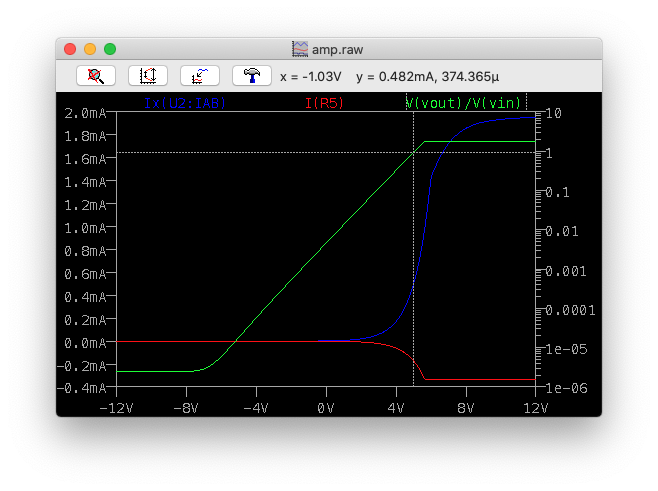 amp.raw
x = -1.03V y = 0.482mA, 374.365µ
Ix(U2:IAB) I(R5) V(vout)/V(vin)
2.0mA 10
1.8mA
1.6mA 1
1.4mA
1.2mA 0.1
1.0mA 0.01
0.8mA
0.6mA 0.001
0.4mA 0.0001
0.2mA
0.0mA 1e-05
-0.2mA
-0.4mA 1e-06
-12V -8V -4V 0V 4V 8V 12V